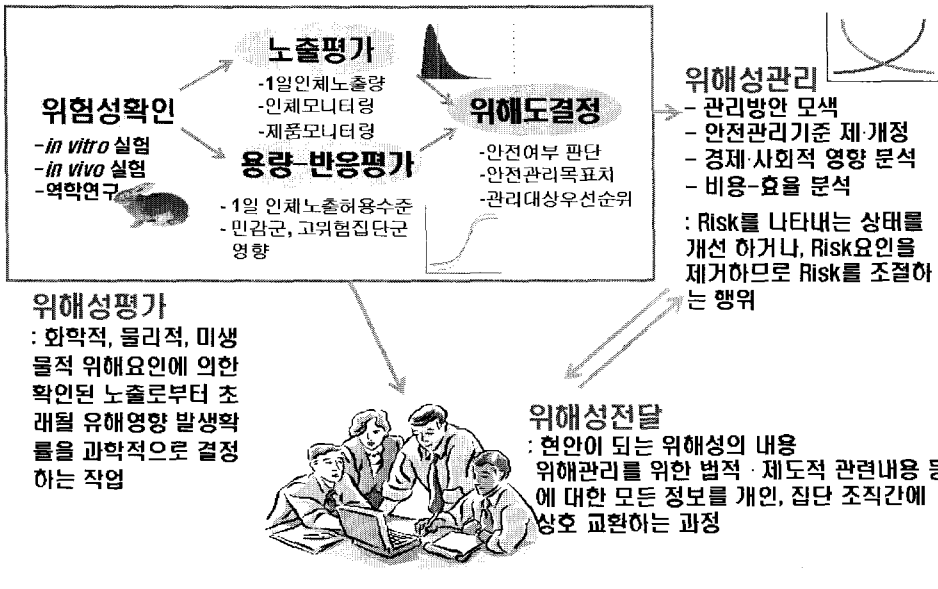 위험성확인
-in vitro 실험
-in vivo 실험
-역학연구
노출평가
-1일인체노출량
-인체모니터링
-제품모니터링
용량-반응평가
- 1일 인체노출허용수준
- 민감군, 고위험집단군
영향
위해도결정
-안전여부 판단
-안전관리목표치
-관리대상우선순위
위해성관리
- 관리방안 모색
- 안전관리기준 제·개정
- 경제·사회적 영향 분석
- 비용-효율 분석
: Risk를 나타내는 상태를
개선 하거나, Risk요인을
제거하므로 Risk를 조절하
는 행위
위해성평가
: 화학적, 물리적, 미생
물적 위해요인에 의한
확인된 노출로부터 초
래될 유해영향 발생확
률을 과학적으로 결정
하는 작업
위해성전달
: 현안이 되는 위해성의 내용
위해관리를 위한 법적 · 제도적 관련내용 등
에 대한 모든 정보를 개인, 집단 조직간에
상호 교환하는 과정